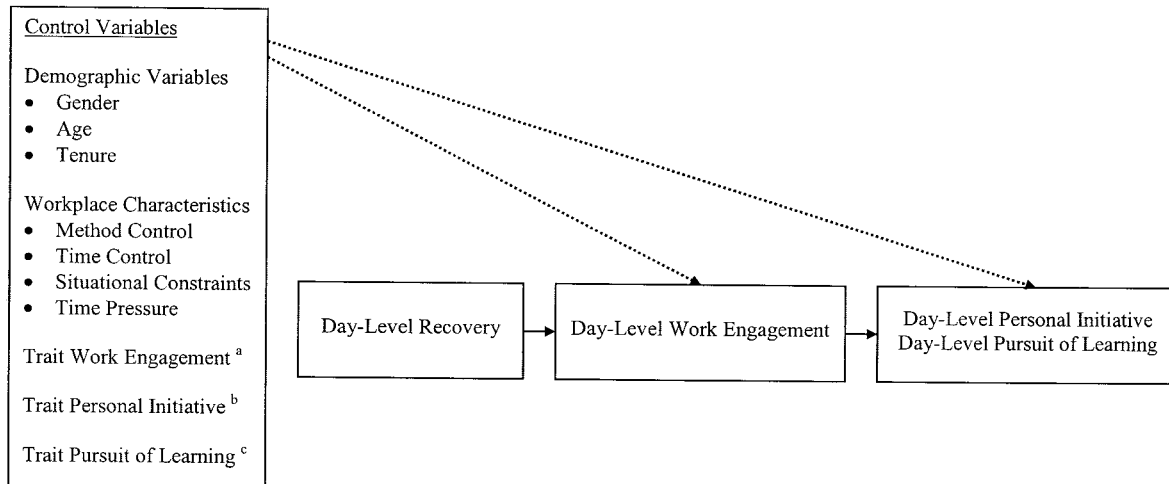 Control Variables
Demographic Variables
• Gender
• Age
• Tenure
Workplace Characteristics
• Method Control
• Time Control
• Situational Constraints
• Time Pressure
Trait Work Engagement a
Trait Personal Initiative b
Trait Pursuit of Learning c
Day-Level Recovery
Day-Level Work Engagement
Day-Level Personal Initiative
Day-Level Pursuit of Learning